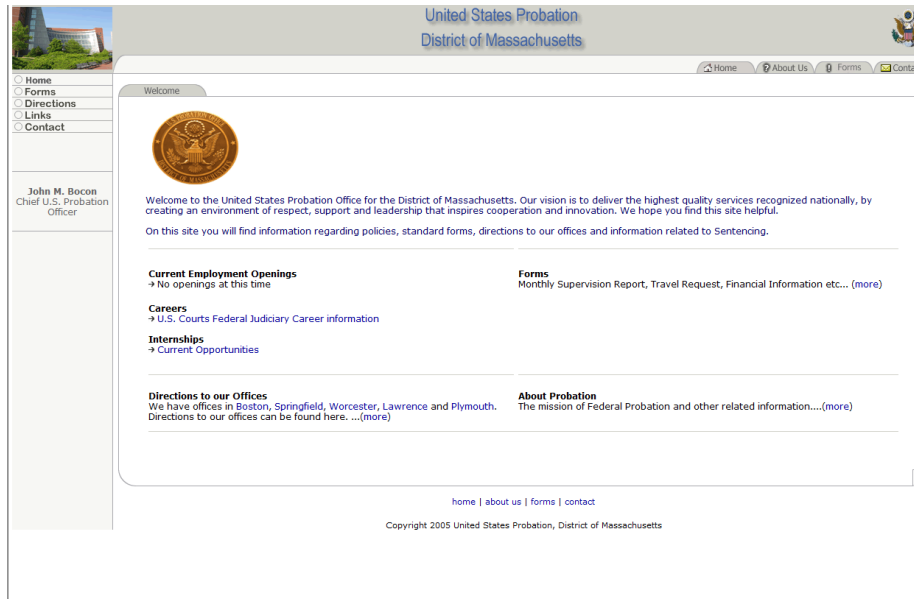 United States Probation
District of Massachusetts
Home
About Us
Forms
Home
Forms
Directions
Links
Contact
John M. Bocon
Chief U.S. Probation
Officer
Welcome
Welcome to the United States Probation Office for the District of Massachusetts. Our vision is to deliver the highest quality services recognized nationally, by
creating an environment of respect, support and leadership that inspires cooperation and innovation. We hope you find this site helpful.
On this site you will find information regarding policies, standard forms, directions to our offices and information related to Sentencing.
Current Employment Openings
→ No openings at this time
Careers
→ U.S. Courts Federal Judiciary Career information
Internships
→ Current Opportunities
Forms
Monthly Supervision Report, Travel Request, Financial Information etc... (more)
Directions to our Offices
We have offices in Boston, Springfield, Worcester, Lawrence and Plymouth.
Directions to our offices can be found here. ...(more)
About Probation
The mission of Federal Probation and other related information....(more)
home | about us | forms | contact
Copyright 2005 United States Probation, District of Massachusetts